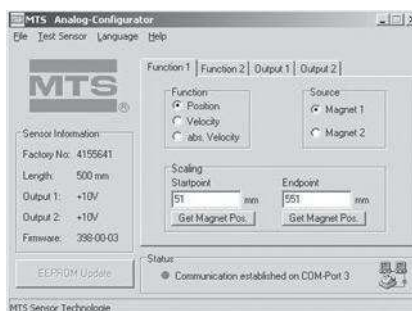 MTS Analog-Configurator
File Test Sensor Language Help
MTS
®
Sensor Information
Factory No: 4155641
Length: 500 mm
Output 1: +10V
Output 2: +10V
Firmware: 398-00-03
EEPROM Update
Function 1 Function 2 Output 1 Output 2
Function
Position
Velocity
abs. Velocity
Source
Magnet 1
Magnet 2
Scaling
Startpoint
51 mm
Get Magnet Pos.
Endpoint
551 mm
Get Magnet Pos.
Status
Communication established on COM-Port 3
MTS Sensor Technologie